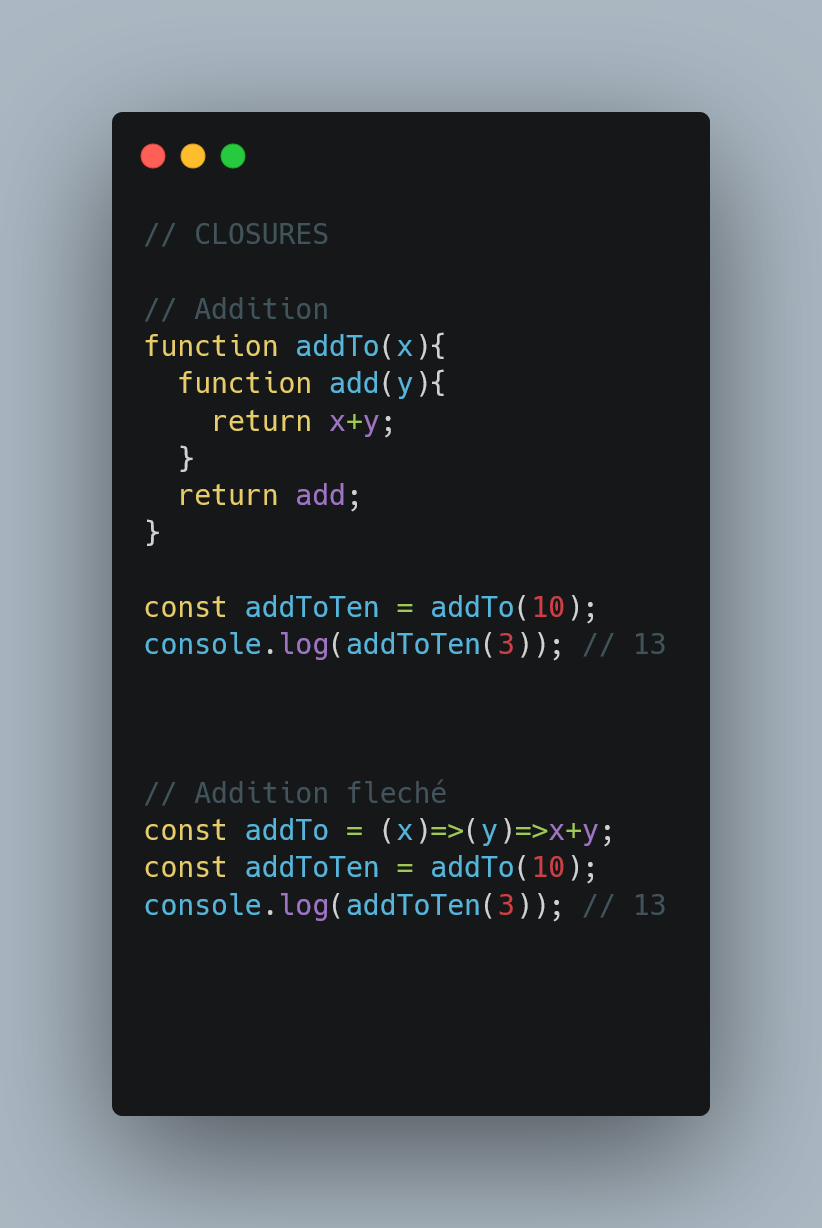 // CLOSURES
// Addition
function addTo(x){
  function add(y){
    return x+y;
  }
  return add;
}
const addToTen = addTo(10);
console.log(addToTen(3)); // 13
// Addition fleché
const addTo = (x)=>(y)=>x+y;
const addToTen = addTo(10);
console.log(addToTen(3)); // 13